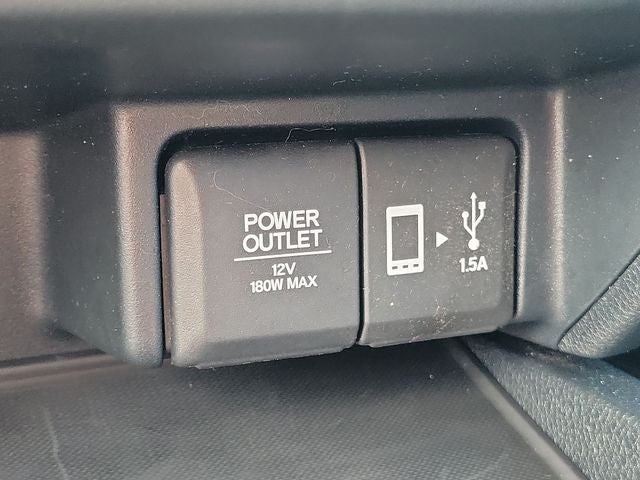 POWER
OUTLET
12V
180W MAX
1.5A